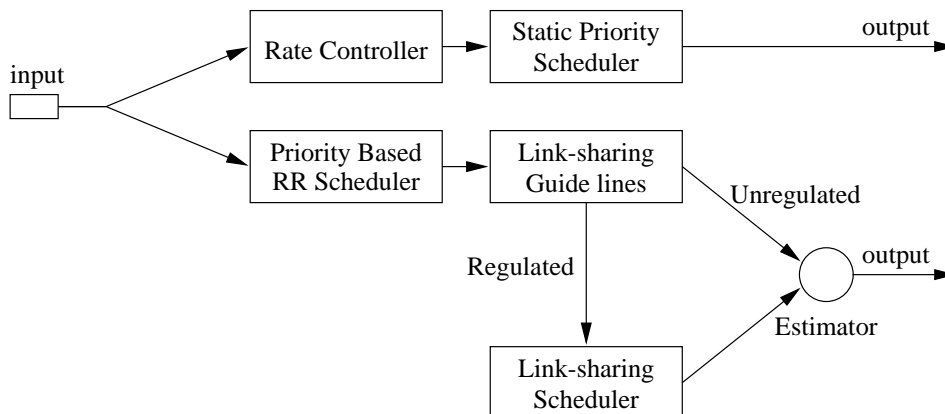 Static Priority
Scheduler
output
Rate Controller
input
Priority Based
RR Scheduler
Link-sharing
Guide lines
Unregulated
Regulated
output
Estimator
Link-sharing
Scheduler